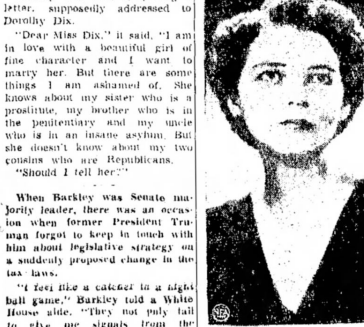 letter, supposedly addressed to
Dorothy Dix.
"Dear Miss Dix," it said, "I am
in love with a beautiful girl of
fine character and I want to
marry her. But there are some
things I am ashamed of. She
knows about my sister who is a
prostitute, my brother who is in
the penitentiary and my uncle
who is in an insane asylum. But
she doesn't know about my two
cousins who are Republicans.
"Should I tell her?"
When Barkley was Senate ma-
jority leader, there was an occas-
ion when former President Tru-
man forgot to keep in touch with
him about legislative strategy on
a suddenly proposed change in the
tax laws.
"I feel like a catcher in a night
ball game," Barkley told a White
House aide. "They not only fail
to give me signals from the
NEA